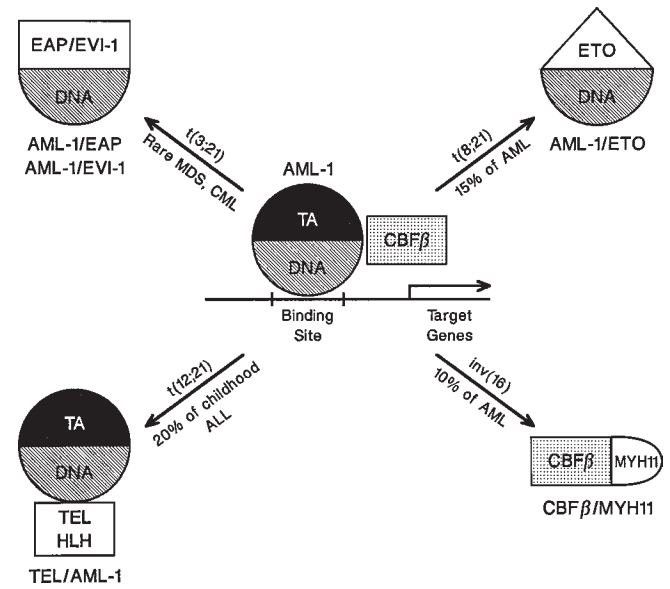 EAP/EVI-1
DNA
AML-1/EAP
AML-1/EVI-1
t(3;21)
Rare MDS, CML
ETO
DNA
AML-1/ETO
t(8;21)
15% of AML
AML-1
TA
DNA
CBFβ
Binding
Site
Target
Genes
t(12;21)
20% of childhood
ALL
TA
DNA
TEL
HLH
TEL/AML-1
inv(16)
10% of AML
CBFβ
MYH11
CBFβ/MYH11